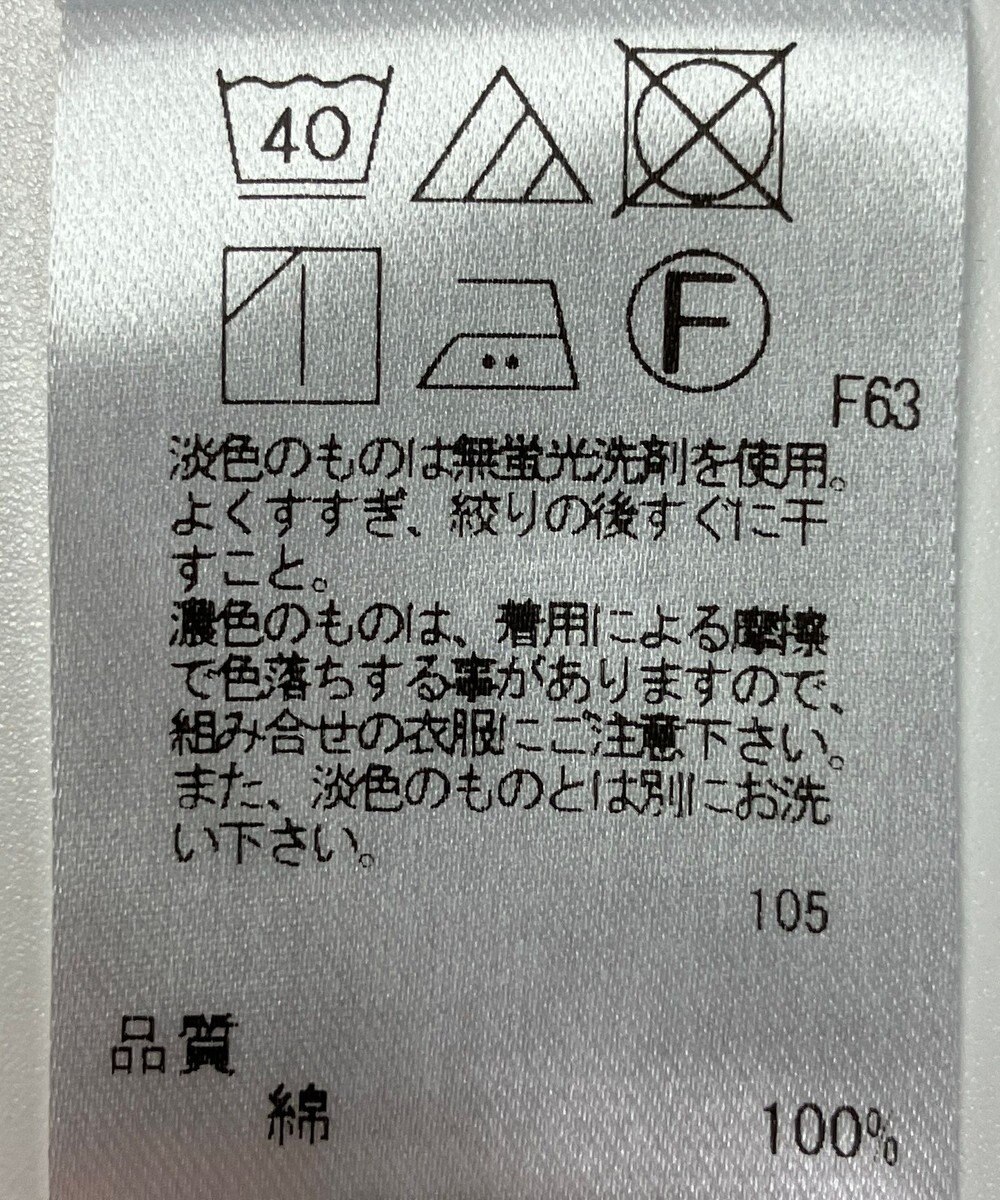 40
F
F63
淡色のものは無蛍光洗剤を使用。
よくすすぎ、絞りの後すぐに干
すこと。
濃色のものは、着用による摩擦
で色落ちする事がありますので、
組み合せの衣服にご注意下さい。
また、淡色のものとは別にお洗
い下さい。
105
品質
綿 100%